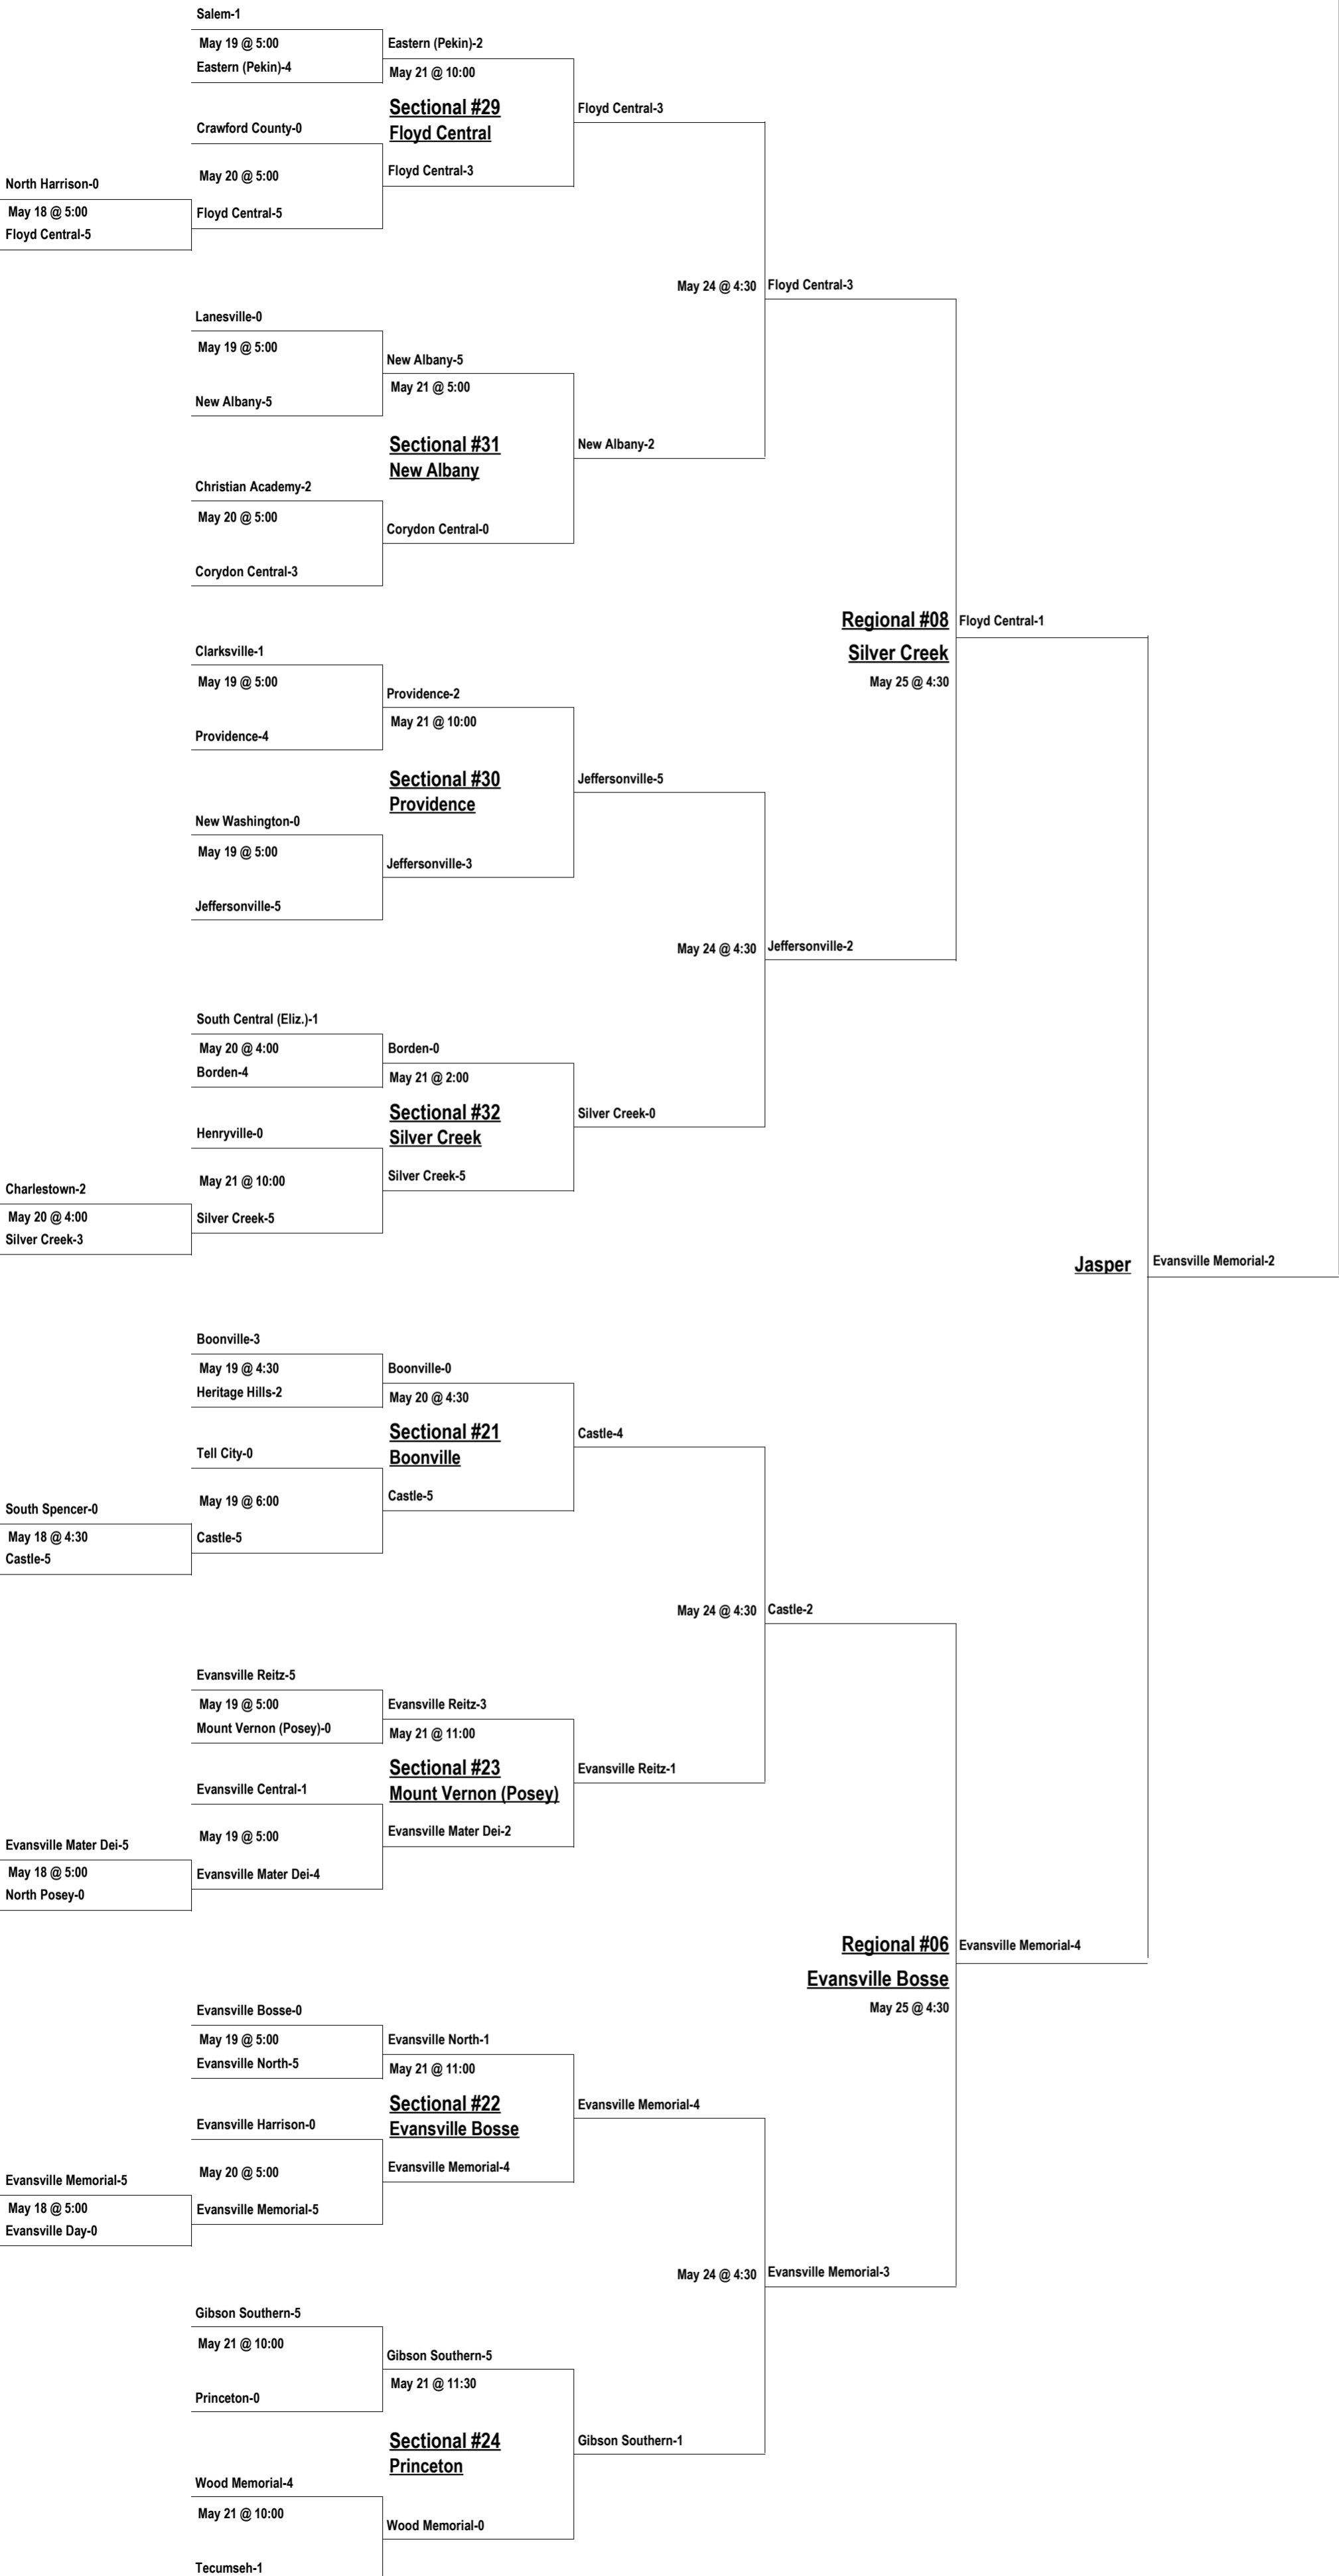 Salem-1
May 19 @ 5:00
Eastern (Pekin)-2
Eastern (Pekin)-4
May 21 @ 10:00
Sectional #29
Floyd Central-3
Crawford County-0
Floyd Central
May 20 @ 5:00
Floyd Central-3
North Harrison-0
May 18 @ 5:00
Floyd Central-5
Floyd Central-5
May 24 @ 4:30
Floyd Central-3
Lanesville-0
May 19 @ 5:00
New Albany-5
May 21 @ 5:00
New Albany-5
Sectional #31
New Albany-2
New Albany
Christian Academy-2
May 20 @ 5:00
Corydon Central-0
Corydon Central-3
Regional #08
Floyd Central-1
Silver Creek
May 25 @ 4:30
Clarksville-1
May 19 @ 5:00
Providence-2
May 21 @ 10:00
Providence-4
Sectional #30
Jeffersonville-5
Providence
New Washington-0
May 19 @ 5:00
Jeffersonville-3
Jeffersonville-5
May 24 @ 4:30
Jeffersonville-2
South Central (Eliz.)-1
May 20 @ 4:00
Borden-0
Borden-4
May 21 @ 2:00
Sectional #32
Silver Creek-0
Henryville-0
Silver Creek
May 21 @ 10:00
Silver Creek-5
Charlestown-2
May 20 @ 4:00
Silver Creek-5
Silver Creek-3
Jasper
Evansville Memorial-2
Boonville-3
May 19 @ 4:30
Boonville-0
Heritage Hills-2
May 20 @ 4:30
Sectional #21
Castle-4
Tell City-0
Boonville
May 19 @ 6:00
Castle-5
South Spencer-0
May 18 @ 4:30
Castle-5
Castle-5
May 24 @ 4:30
Castle-2
Evansville Reitz-5
May 19 @ 5:00
Evansville Reitz-3
Mount Vernon (Posey)-0
May 21 @ 11:00
Sectional #23
Evansville Reitz-1
Evansville Central-1
Mount Vernon (Posey)
May 19 @ 5:00
Evansville Mater Dei-2
Evansville Mater Dei-5
May 18 @ 5:00
Evansville Mater Dei-4
North Posey-0
Regional #06
Evansville Memorial-4
Evansville Bosse
May 25 @ 4:30
Evansville Bosse-0
May 19 @ 5:00
Evansville North-1
Evansville North-5
May 21 @ 11:00
Sectional #22
Evansville Memorial-4
Evansville Harrison-0
Evansville Bosse
May 20 @ 5:00
Evansville Memorial-4
Evansville Memorial-5
May 18 @ 5:00
Evansville Memorial-5
Evansville Day-0
May 24 @ 4:30
Evansville Memorial-3
Gibson Southern-5
May 21 @ 10:00
Gibson Southern-5
May 21 @ 11:30
Princeton-0
Sectional #24
Gibson Southern-1
Princeton
Wood Memorial-4
May 21 @ 10:00
Wood Memorial-0
Tecumseh-1